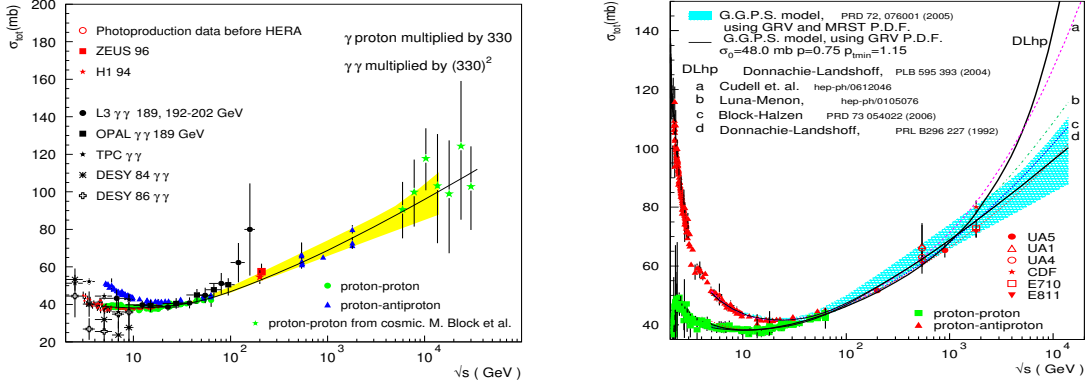 σtot(mb)
Photoproduction data before HERA
ZEUS 96
H1 94
γ proton multiplied by 330
γγ multiplied by (330)²
L3 γγ 189, 192-202 GeV
OPAL γγ 189 GeV
TPC γγ
DESY 84 γγ
DESY 86 γγ
proton-proton
proton-antiproton
proton-proton from cosmic. M. Block et al.
200
180
160
140
120
100
80
60
40
20
0
10
10²
10³
10⁴
√s ( GeV )
σtot(mb)
G.G.P.S. model, PRD 72, 076001 (2005)
using GRV and MRST P.D.F.
G.G.P.S. model, using GRV P.D.F.
σ₀=48.0 mb p=0.75 ptmin=1.15
DLhp Donnachie-Landshoff, PLB 595 393 (2004)
a Cudell et. al. hep-ph/0612046
b Luna-Menon, hep-ph/0105076
c Block-Halzen PRD 73 054022 (2006)
d Donnachie-Landshoff, PRL B296 227 (1992)
DLhp
a
b
c
d
UA5
UA1
UA4
CDF
E710
E811
proton-proton
proton-antiproton
160
140
120
100
80
60
40
10
10²
10³
10⁴
√s ( GeV )